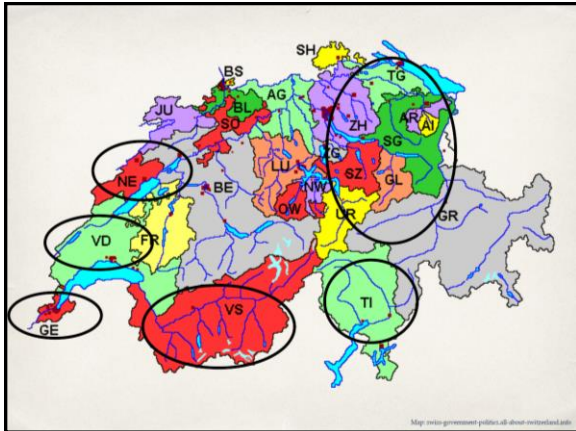 SH
BS
TG
BL
AG
JU
SO
ZH
AR
AI
SG
ZG
LU
SZ
NE
BE
NW
GL
OW
UR
VD
FR
GR
VS
TI
GE
Map: swiss-government-politics.all-about-switzerland.info